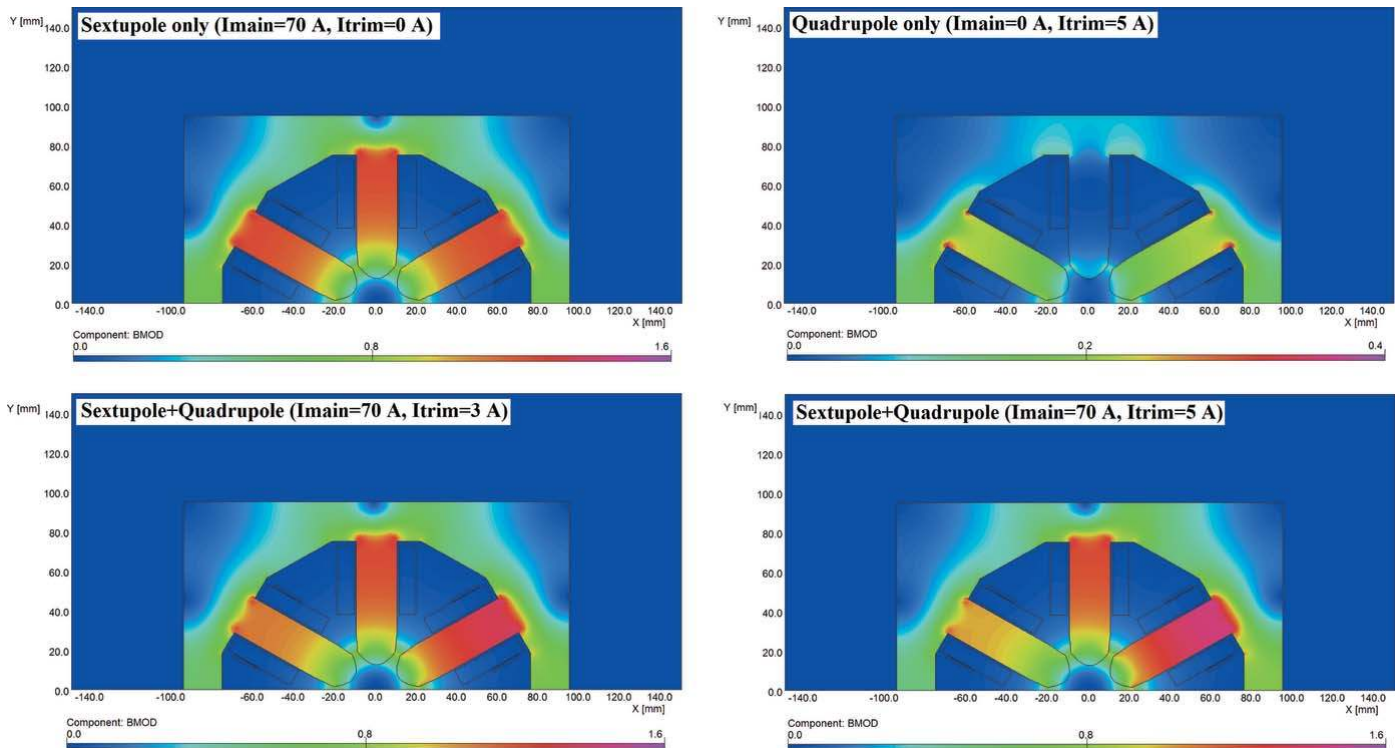 Sextupole only (Imain=70 A, Itrim=0 A)
Y [mm] 140.0
120.0
100.0
80.0
60.0
40.0
20.0
0.0
-140.0 -100.0 -60.0 -40.0 -20.0 0.0 20.0 40.0 60.0 80.0 100.0 140.0
X [mm]
Component: BMOD
0.0 0.8 1.6
Quadrupole only (Imain=0 A, Itrim=5 A)
Y [mm] 140.0
120.0
100.0
80.0
60.0
40.0
20.0
0.0
-140.0 -100.0 -60.0 -40.0 -20.0 0.0 20.0 40.0 60.0 80.0 100.0 140.0
X [mm]
Component: BMOD
0.0 0.2 0.4
Sextupole+Quadrupole (Imain=70 A, Itrim=3 A)
Y [mm] 140.0
120.0
100.0
80.0
60.0
40.0
20.0
0.0
-140.0 -100.0 -60.0 -40.0 -20.0 0.0 20.0 40.0 60.0 80.0 100.0 140.0
X [mm]
Component: BMOD
0.0 0.8 1.6
Sextupole+Quadrupole (Imain=70 A, Itrim=5 A)
Y [mm] 140.0
120.0
100.0
80.0
60.0
40.0
20.0
0.0
-140.0 -100.0 -60.0 -40.0 -20.0 0.0 20.0 40.0 60.0 80.0 100.0 140.0
X [mm]
Component: BMOD
0.0 0.8 1.6